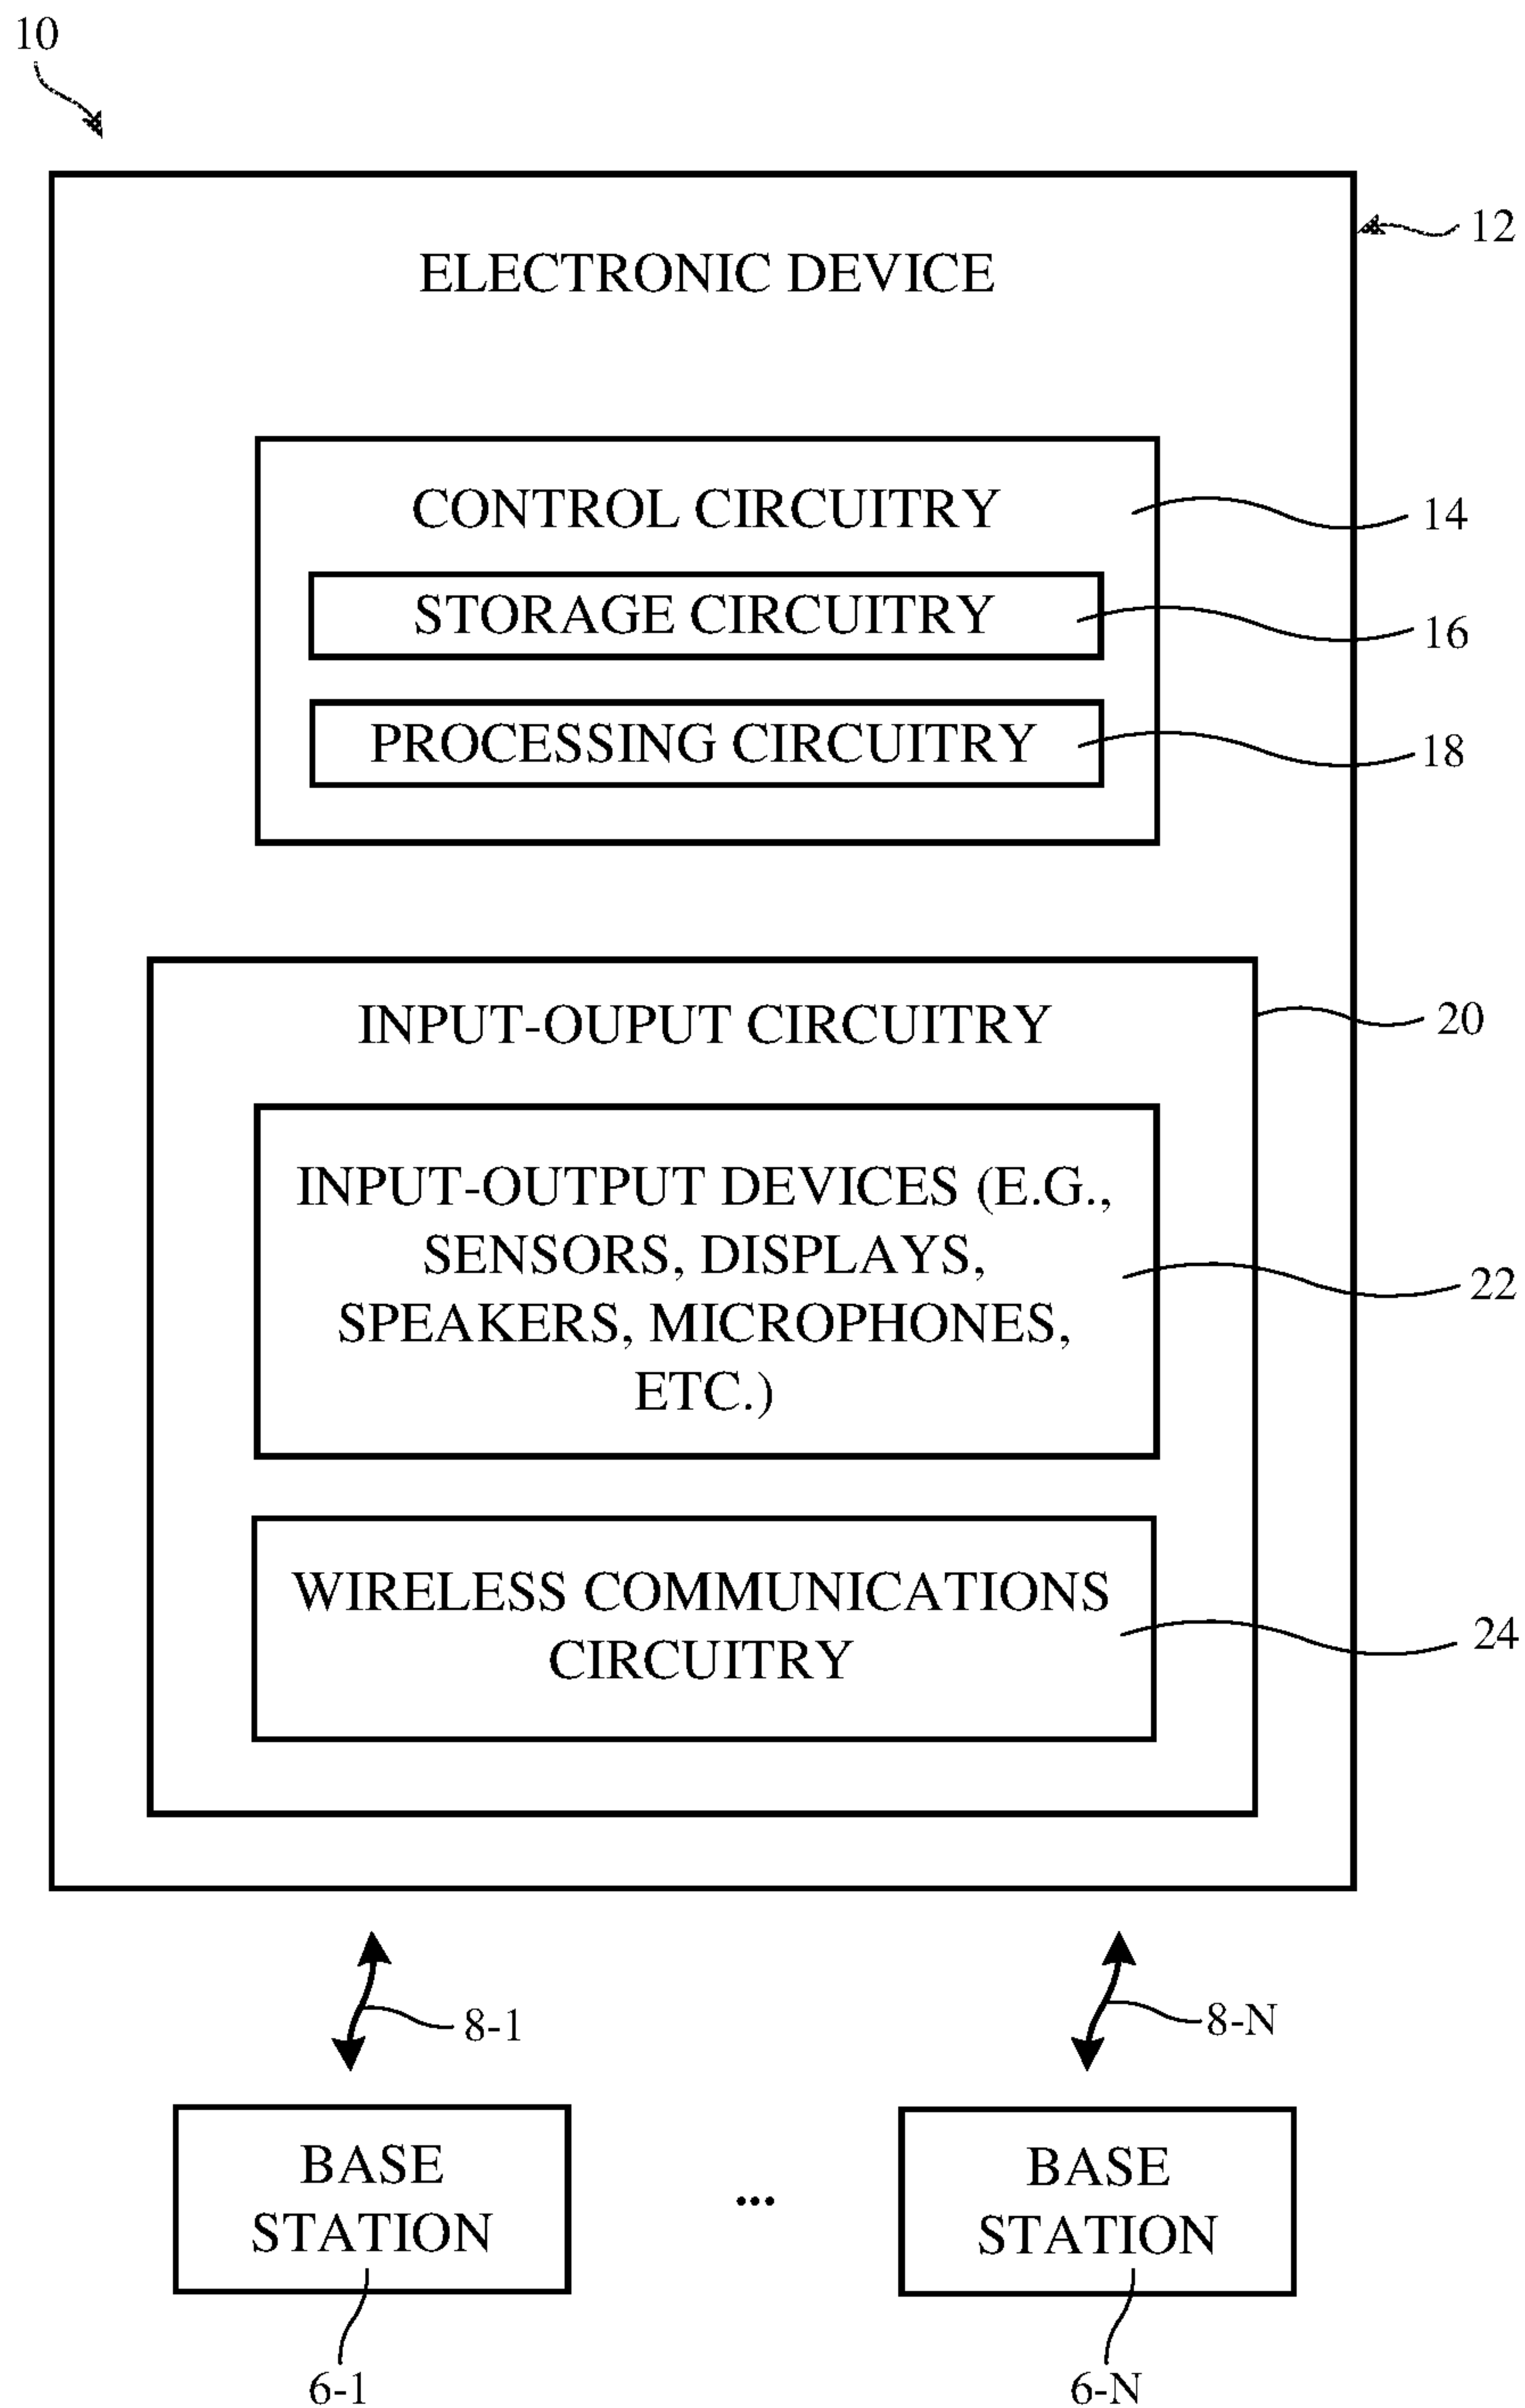 10
12
ELECTRONIC DEVICE
CONTROL CIRCUITRY
14
STORAGE CIRCUITRY
16
PROCESSING CIRCUITRY
18
INPUT-OUPUT CIRCUITRY
20
INPUT-OUTPUT DEVICES (E.G.,
SENSORS, DISPLAYS,
SPEAKERS, MICROPHONES,
ETC.)
22
WIRELESS COMMUNICATIONS
CIRCUITRY
24
8-1
8-N
BASE
STATION
...
BASE
STATION
6-1
6-N